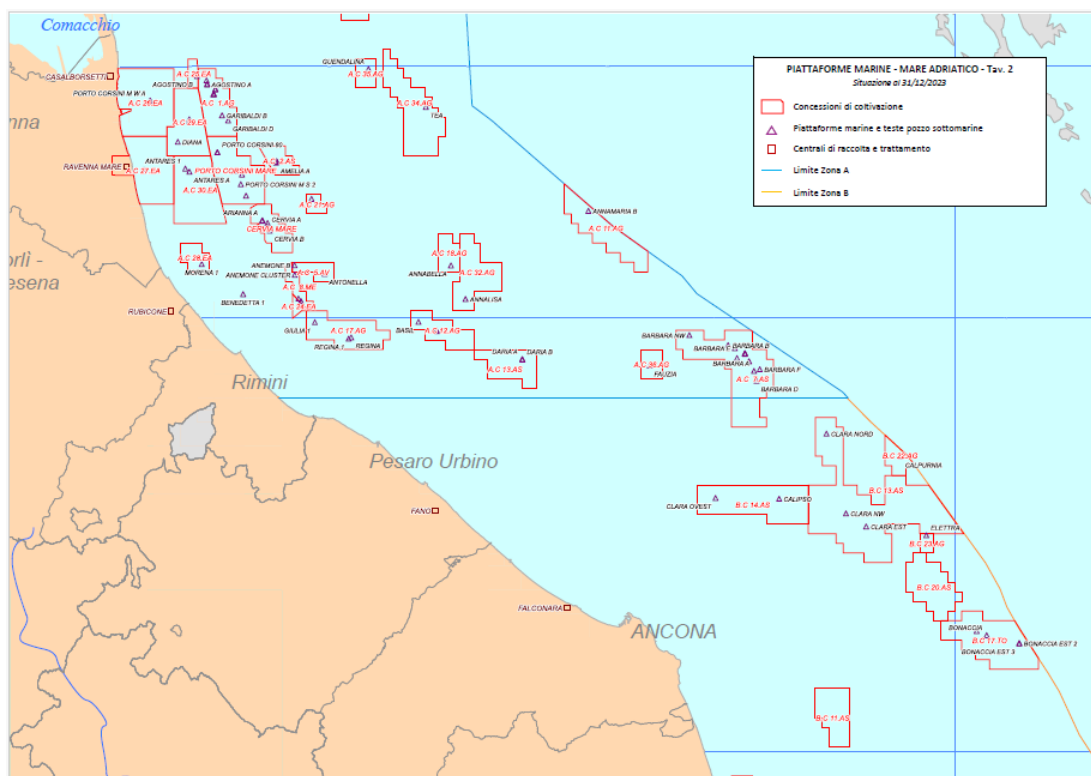 Comacchio
CASALBORSETTI
AGOSTINO B
AGOSTINO A
PORTO CORSINI M W A
A.C 1.AG
GARIBALDI B
GARIBALDI D
A.C 29.EA
nna
DIANA
PORTO CORSINI 80
ANTARES 1
RAVENNA MARE
A.C 27.EA
PORTO CORSINI MARE
AMELIA A
ANTARES A
PORTO CORSINI M S 2
A.C 30.EA
A.C 21.AG
ARIANNA A
CERVIA A
CERVIA MARE
CERVIA B
GUENDALINA
A.C 35.AG
A.C 34.AG
TEA
ANNAMARIA B
A.C 11.AG
PIATTAFORME MARINE - MARE ADRIATICO - Tav. 2
Situazione al 31/12/2023
Concessioni di coltivazione
Piattaforme marine e teste pozzo sottomarine
Centrali di raccolta e trattamento
Limite Zona A
Limite Zona B
orlì -
esena
A.C 28.EA
MORENA 1
ANEMONE B
ANEMONE CLUSTER
ANTONELLA
BENEDETTA 1
A.C 16.AG
ANNABELLA
A.C 32.AG
ANNALISA
RUBICONE
GIULIA 1
A.C 17.AG
REGINA 1
REGINA
BASIL
A.C 12.AG
DARIA A
DARIA B
A.C 13.AS
BARBARA NW
BARBARA B
BARBARA A
BARBARA F
BARBARA D
A.C 36.AG
FAUZIA
Rimini
Pesaro Urbino
CLARA NORD
B.C 22.AG
CALPURNIA
B.C 13.AS
CLARA OVEST
B.C 14.AS
CALIPSO
CLARA NW
CLARA EST
ELETTRA
B.C 23.AG
FANO
B.C 20.AS
FALCONARA
ANCONA
BONACCIA
B.C 17.TO
BONACCIA EST 2
BONACCIA EST 3
B.C 11.AS